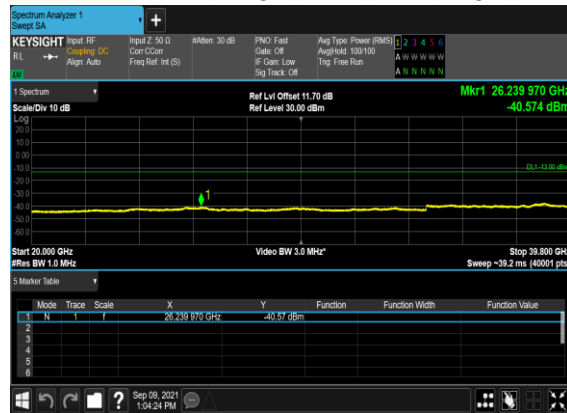 Spectrum Analyzer 1
Swept SA
+
KEYSIGHT Input: RF Input Z: 50 Ω #Atten: 30 dB PNO: Fast Avg Type: Power (RMS) 1 2 3 4 5 6
RL Coupling: DC Corr CCorr Gate: Off Avg|Hold: 100/100 A W W W W W
Align: Auto Freq Ref: Int (S) IF Gain: Low Trig: Free Run
Sig Track: Off A N N N N N
1 Spectrum Ref Lvl Offset 11.70 dB Mkr1 26.239 970 GHz
Scale/Div 10 dB Ref Level 30.00 dBm -40.574 dBm
Log
20.0
10.0
0.00
-10.0 DL1 -13.00 dBm
-20.0
-30.0
1
-40.0
-50.0
-60.0
Start 20.000 GHz Video BW 3.0 MHz* Stop 39.800 GHz
#Res BW 1.0 MHz Sweep ~39.2 ms (40001 pts)
5 Marker Table
Mode Trace Scale X Y Function Function Width Function Value
1 N 1 f 26.239 970 GHz -40.57 dBm
2
3
4
5
6
? Sep 09, 2021
1:04:24 PM